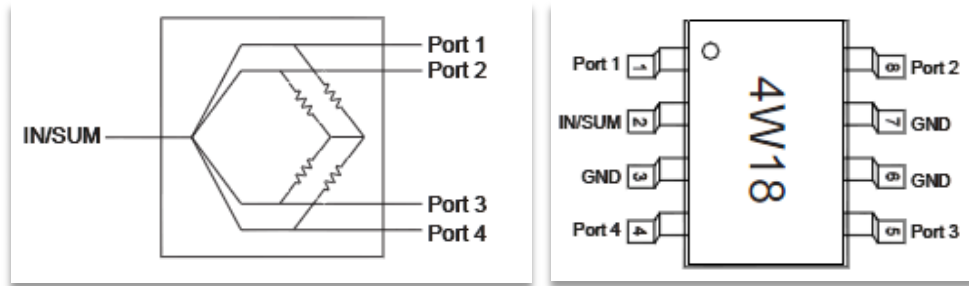 Port 1
Port 2
IN/SUM
Port 3
Port 4
Port 1 1
IN/SUM 2
GND 3
Port 4 4
4W18
8 Port 2
7 GND
6 GND
5 Port 3